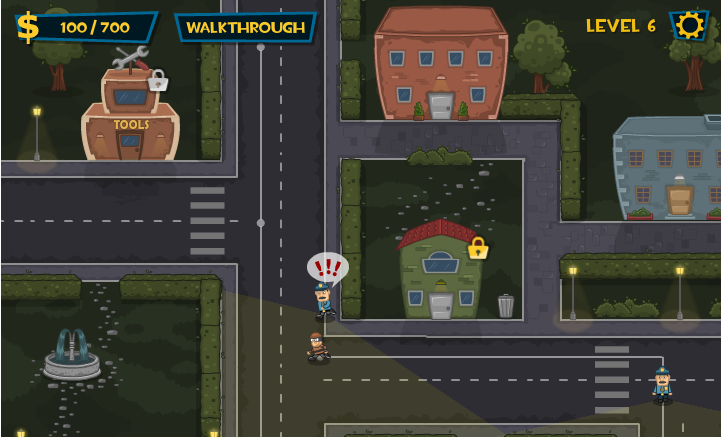 $ 100 / 700
WALKTHROUGH
LEVEL 6
TOOLS
!!!